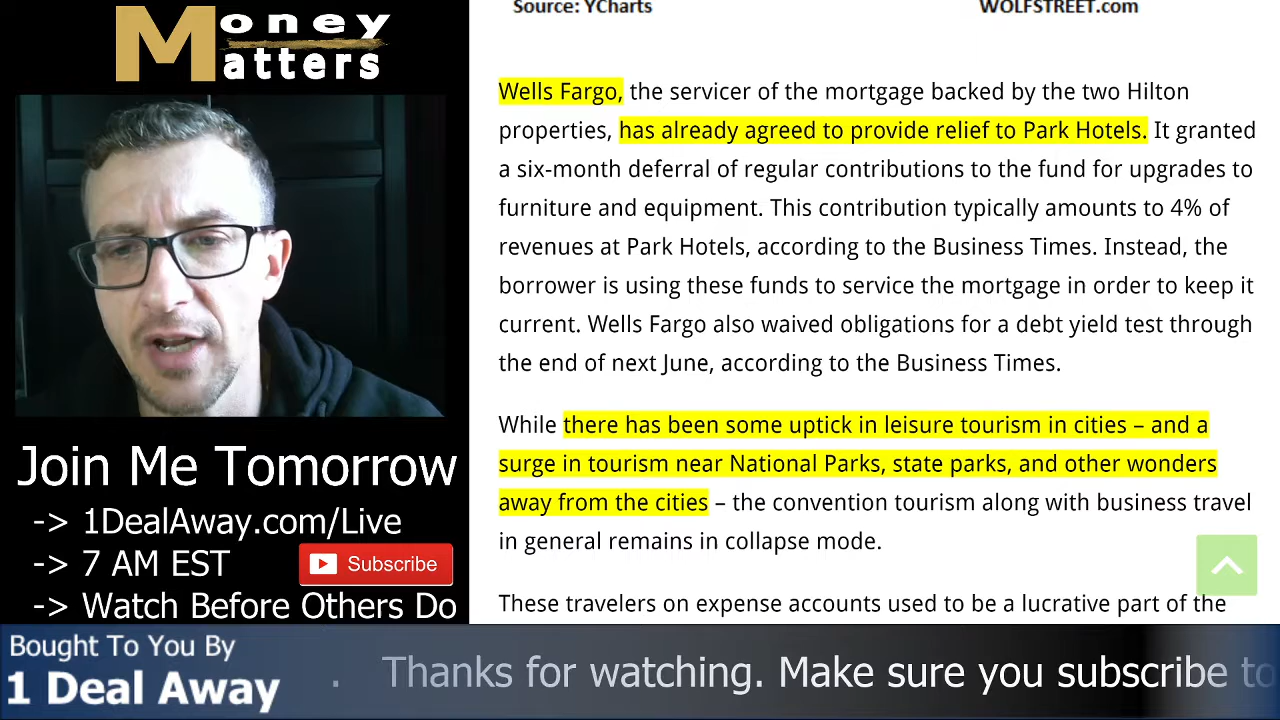 Money
Matters
Join Me Tomorrow
-> 1DealAway.com/Live
-> 7 AM EST
Subscribe
-> Watch Before Others Do
Source: YCharts
WOLFSTREET.com
Wells Fargo, the servicer of the mortgage backed by the two Hilton
properties, has already agreed to provide relief to Park Hotels. It granted
a six-month deferral of regular contributions to the fund for upgrades to
furniture and equipment. This contribution typically amounts to 4% of
revenues at Park Hotels, according to the Business Times. Instead, the
borrower is using these funds to service the mortgage in order to keep it
current. Wells Fargo also waived obligations for a debt yield test through
the end of next June, according to the Business Times.
While there has been some uptick in leisure tourism in cities – and a
surge in tourism near National Parks, state parks, and other wonders
away from the cities – the convention tourism along with business travel
in general remains in collapse mode.
These travelers on expense accounts used to be a lucrative part of the
Bought To You By
1 Deal Away
. Thanks for watching. Make sure you subscribe to